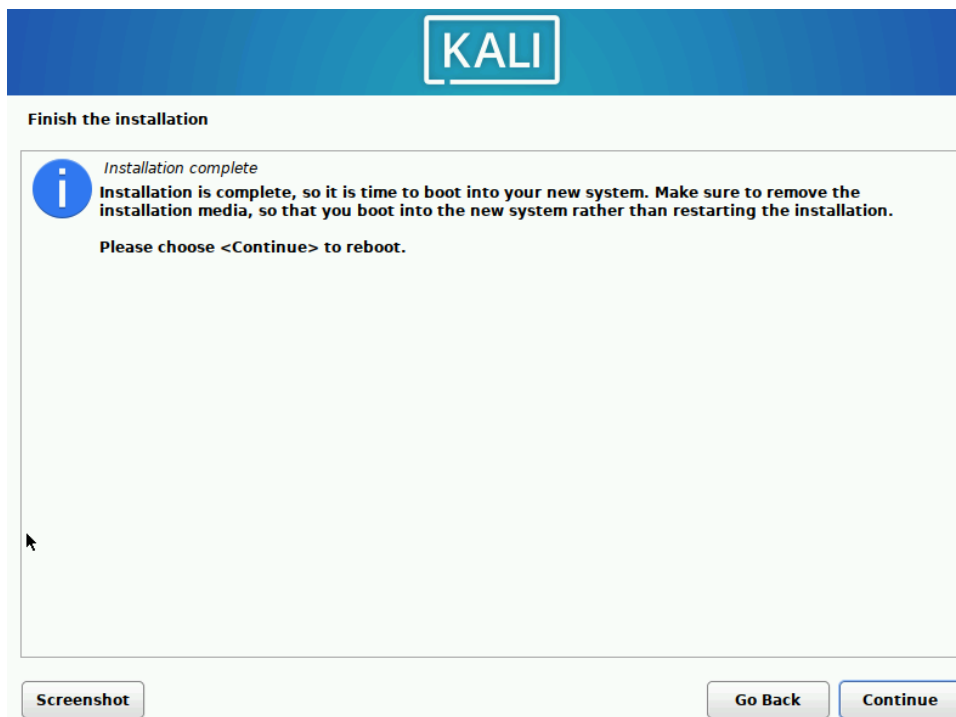 KALI
Finish the installation
Installation complete
Installation is complete, so it is time to boot into your new system. Make sure to remove the
installation media, so that you boot into the new system rather than restarting the installation.
Please choose <Continue> to reboot.
Screenshot
Go Back
Continue